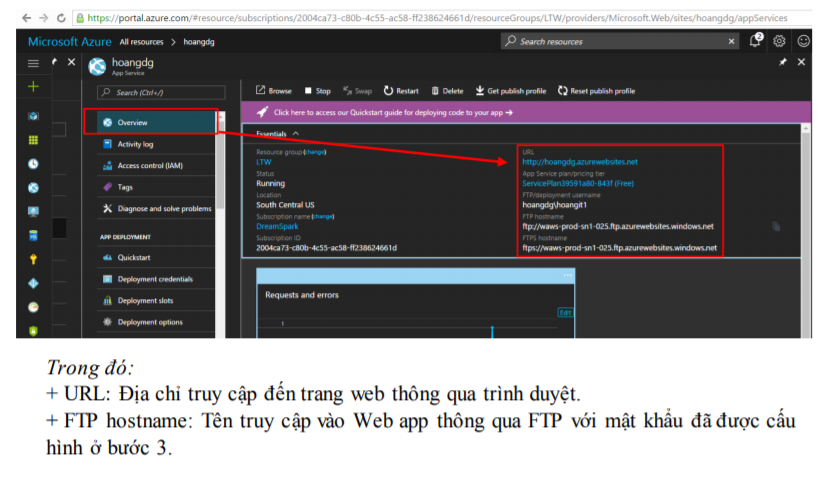 https://portal.azure.com/#resource/subscriptions/2004ca73-c80b-4c55-ac58-ff238624661d/resourceGroups/LTW/providers/Microsoft.Web/sites/hoangdg/appServices
Microsoft Azure All resources > hoangdg
Search resources
2
hoangdg
App Service
Search (Ctrl+/)
Browse Stop Swap Restart Delete Get publish profile Reset publish profile
Click here to access our Quickstart guide for deploying code to your app →
Overview
Activity log
Access control (IAM)
Tags
Diagnose and solve problems
APP DEPLOYMENT
Quickstart
Deployment credentials
Deployment slots
Deployment options
Essentials
Resource group (change)
LTW
Status
Running
Location
South Central US
Subscription name (change)
DreamSpark
Subscription ID
2004ca73-c80b-4c55-ac58-ff238624661d
URL
http://hoangdg.azurewebsites.net
App Service plan/pricing tier
ServicePlan39591a80-843f (Free)
FTP/deployment username
hoangdg\hoangit1
FTP hostname
ftp://waws-prod-sn1-025.ftp.azurewebsites.windows.net
FTPS hostname
ftps://waws-prod-sn1-025.ftp.azurewebsites.windows.net
Requests and errors
Edit
1
Trong đó:
+ URL: Địa chỉ truy cập đến trang web thông qua trình duyệt.
+ FTP hostname: Tên truy cập vào Web app thông qua FTP với mật khẩu đã được cấu
hình ở bước 3.